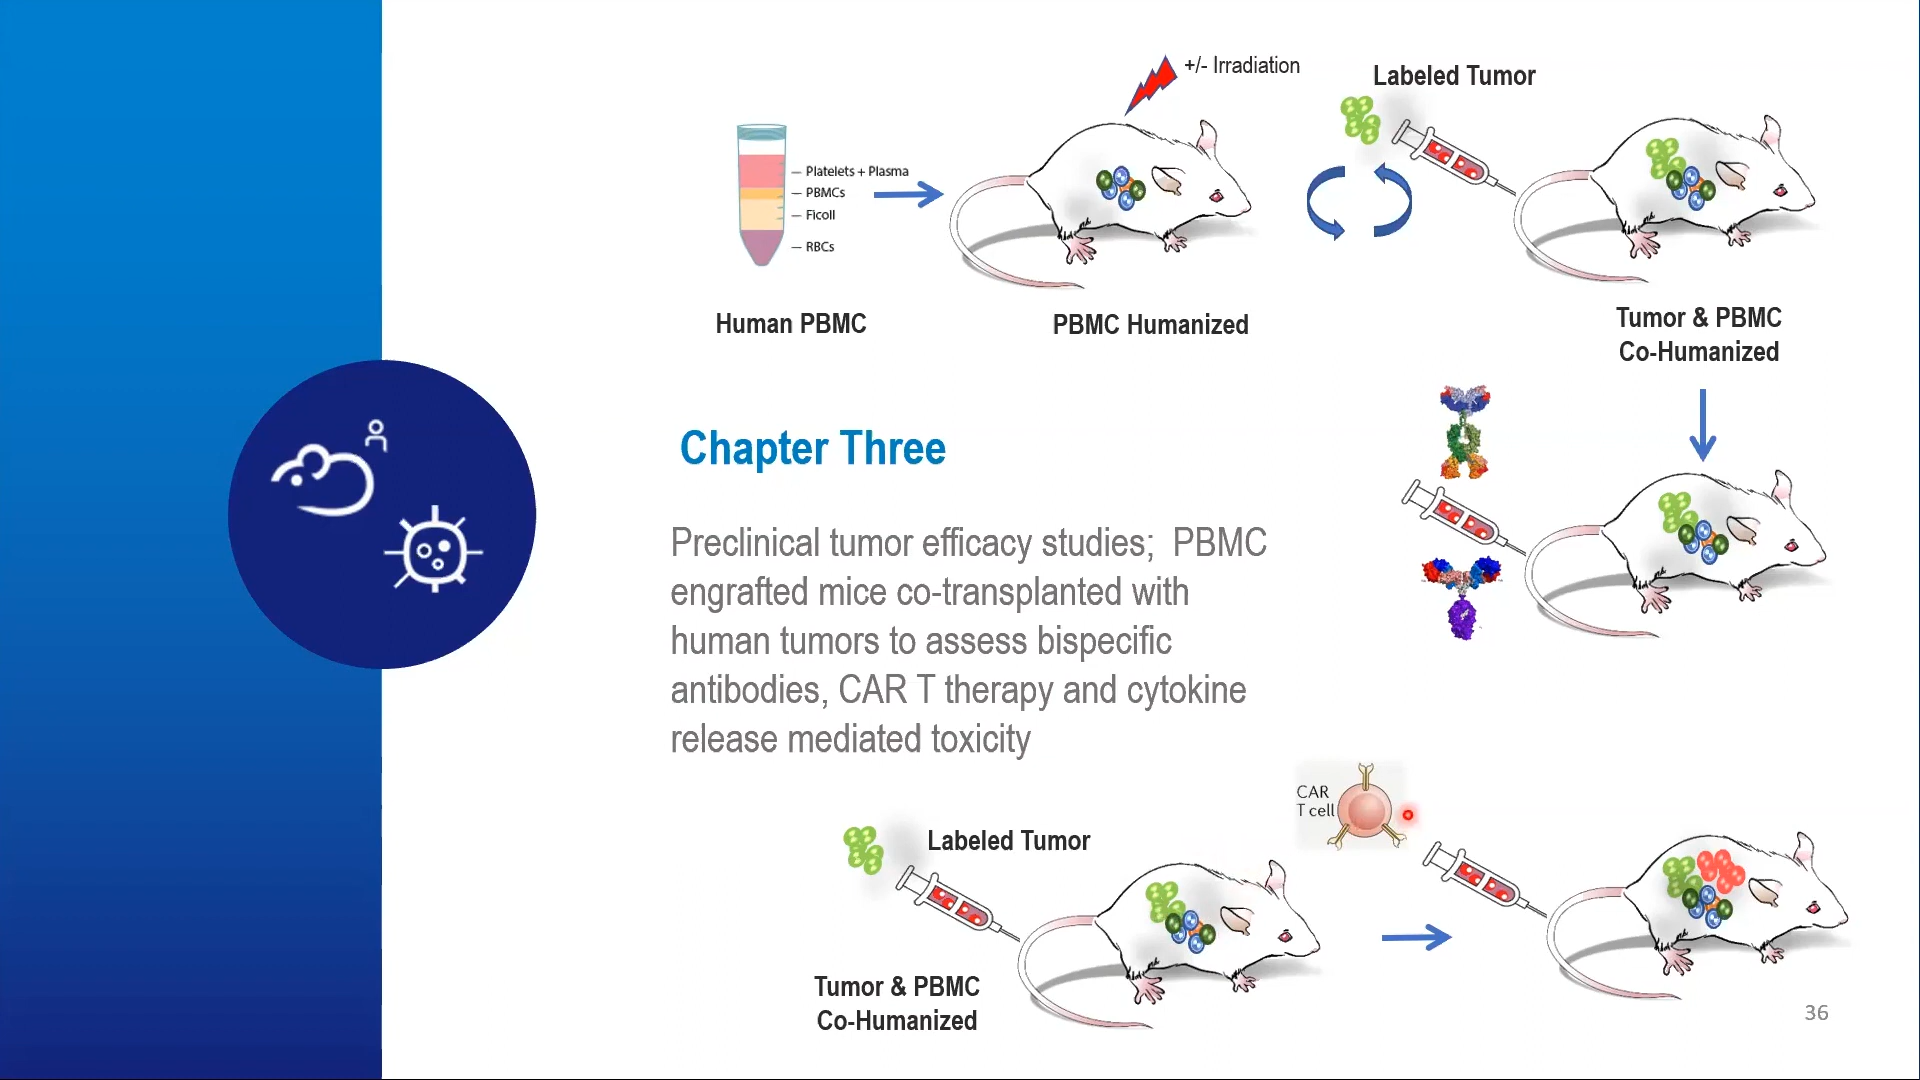 +/- Irradiation
Labeled Tumor
Platelets + Plasma
PBMCs
Ficoll
RBCs
Human PBMC
PBMC Humanized
Tumor & PBMC
Co-Humanized
Chapter Three
Preclinical tumor efficacy studies;  PBMC
engrafted mice co-transplanted with
human tumors to assess bispecific
antibodies, CAR T therapy and cytokine
release mediated toxicity
CAR
T cell
Labeled Tumor
Tumor & PBMC
Co-Humanized
36